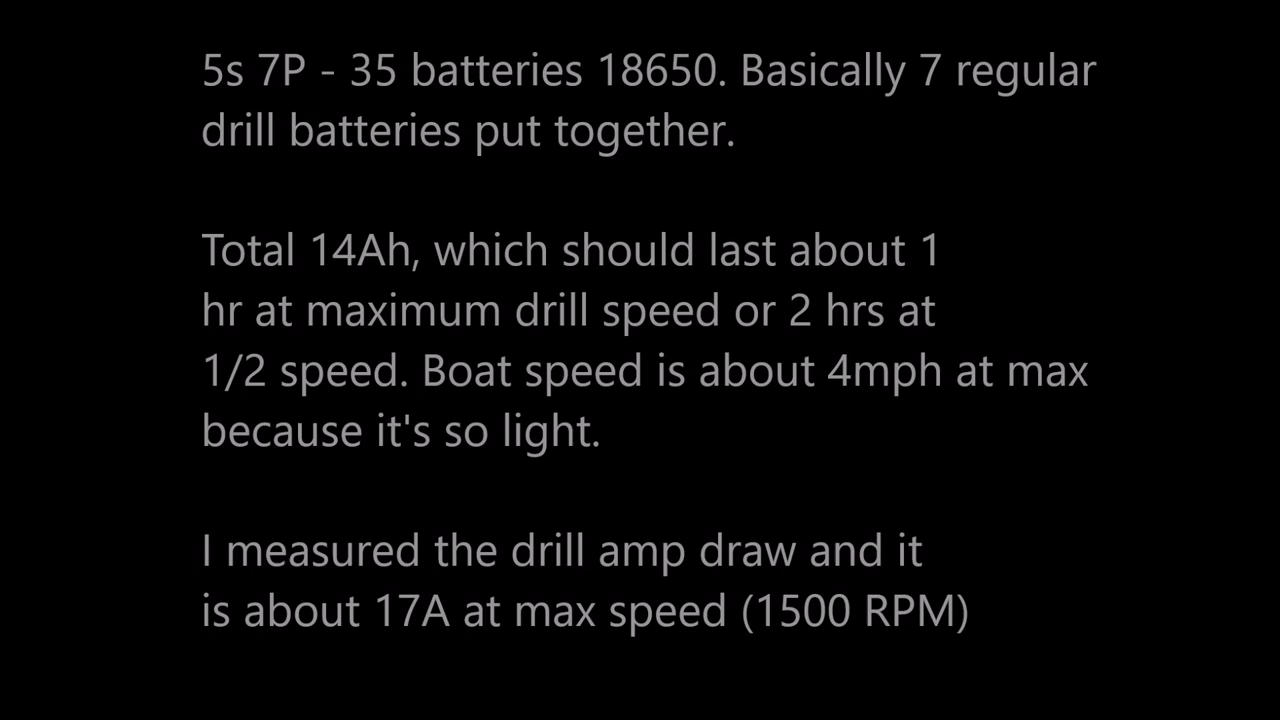 5s 7P - 35 batteries 18650. Basically 7 regular
drill batteries put together.
Total 14Ah, which should last about 1
hr at maximum drill speed or 2 hrs at
1/2 speed. Boat speed is about 4mph at max
because it's so light.
I measured the drill amp draw and it
is about 17A at max speed (1500 RPM)